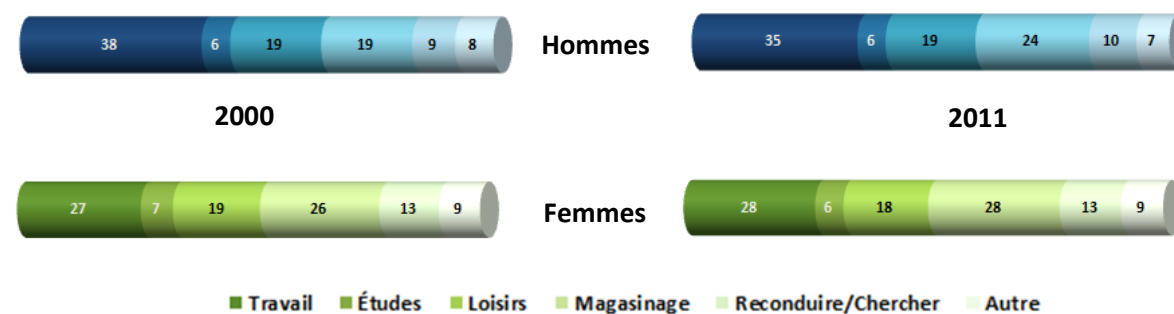 38 6 19 19 9 8
Hommes
35 6 19 24 10 7
2000
2011
27 7 19 26 13 9
Femmes
28 6 18 28 13 9
Travail Études Loisirs Magasinage Reconduire/Chercher Autre